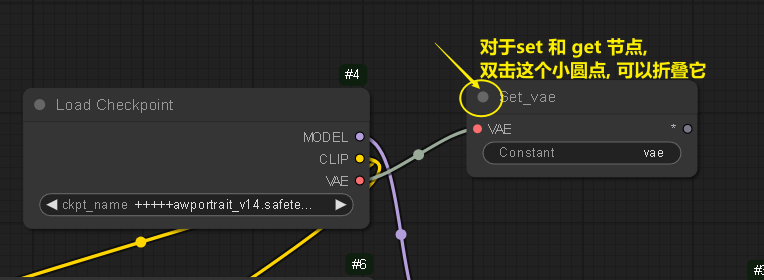 对于set 和 get 节点,
双击这个小圆点, 可以折叠它
#4
Load Checkpoint
Set_vae
MODEL
CLIP
VAE
ckpt_name +++++awportrait_v14.safete...
VAE *
Constant vae
#6
#3